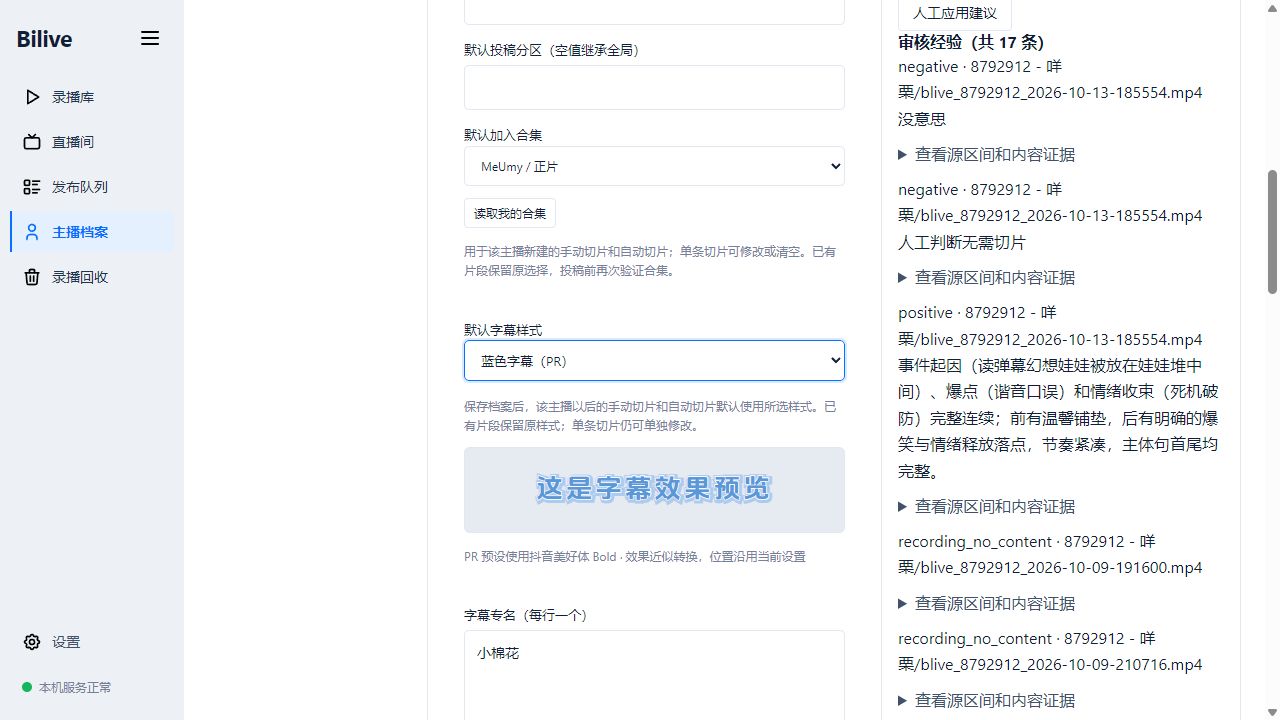 Bilive
录播库
直播间
发布队列
主播档案
录播回收
设置
本机服务正常
默认投稿分区（空值继承全局）
默认加入合集
MeUmy / 正片
读取我的合集
用于该主播新建的手动切片和自动切片；单条切片可修改或清空。已有
片段保留原选择，投稿前再次验证合集。
默认字幕样式
蓝色字幕（PR）
保存档案后，该主播以后的手动切片和自动切片默认使用所选样式。已
有片段保留原样式；单条切片仍可单独修改。
这是字幕效果预览
PR 预设使用抖音美好体 Bold · 效果近似转换，位置沿用当前设置
字幕专名（每行一个）
小棉花
人工应用建议
审核经验（共 17 条）
negative · 8792912 - 咩
栗/blive_8792912_2026-10-13-185554.mp4
没意思
查看源区间和内容证据
negative · 8792912 - 咩
栗/blive_8792912_2026-10-13-185554.mp4
人工判断无需切片
查看源区间和内容证据
positive · 8792912 - 咩
栗/blive_8792912_2026-10-13-185554.mp4
事件起因（读弹幕幻想娃娃被放在娃娃堆中
间）、爆点（谐音口误）和情绪收束（死机破
防）完整连续；前有温馨铺垫，后有明确的爆
笑与情绪释放落点，节奏紧凑，主体句首尾均
完整。
查看源区间和内容证据
recording_no_content · 8792912 - 咩
栗/blive_8792912_2026-10-09-191600.mp4
查看源区间和内容证据
recording_no_content · 8792912 - 咩
栗/blive_8792912_2026-10-09-210716.mp4
查看源区间和内容证据